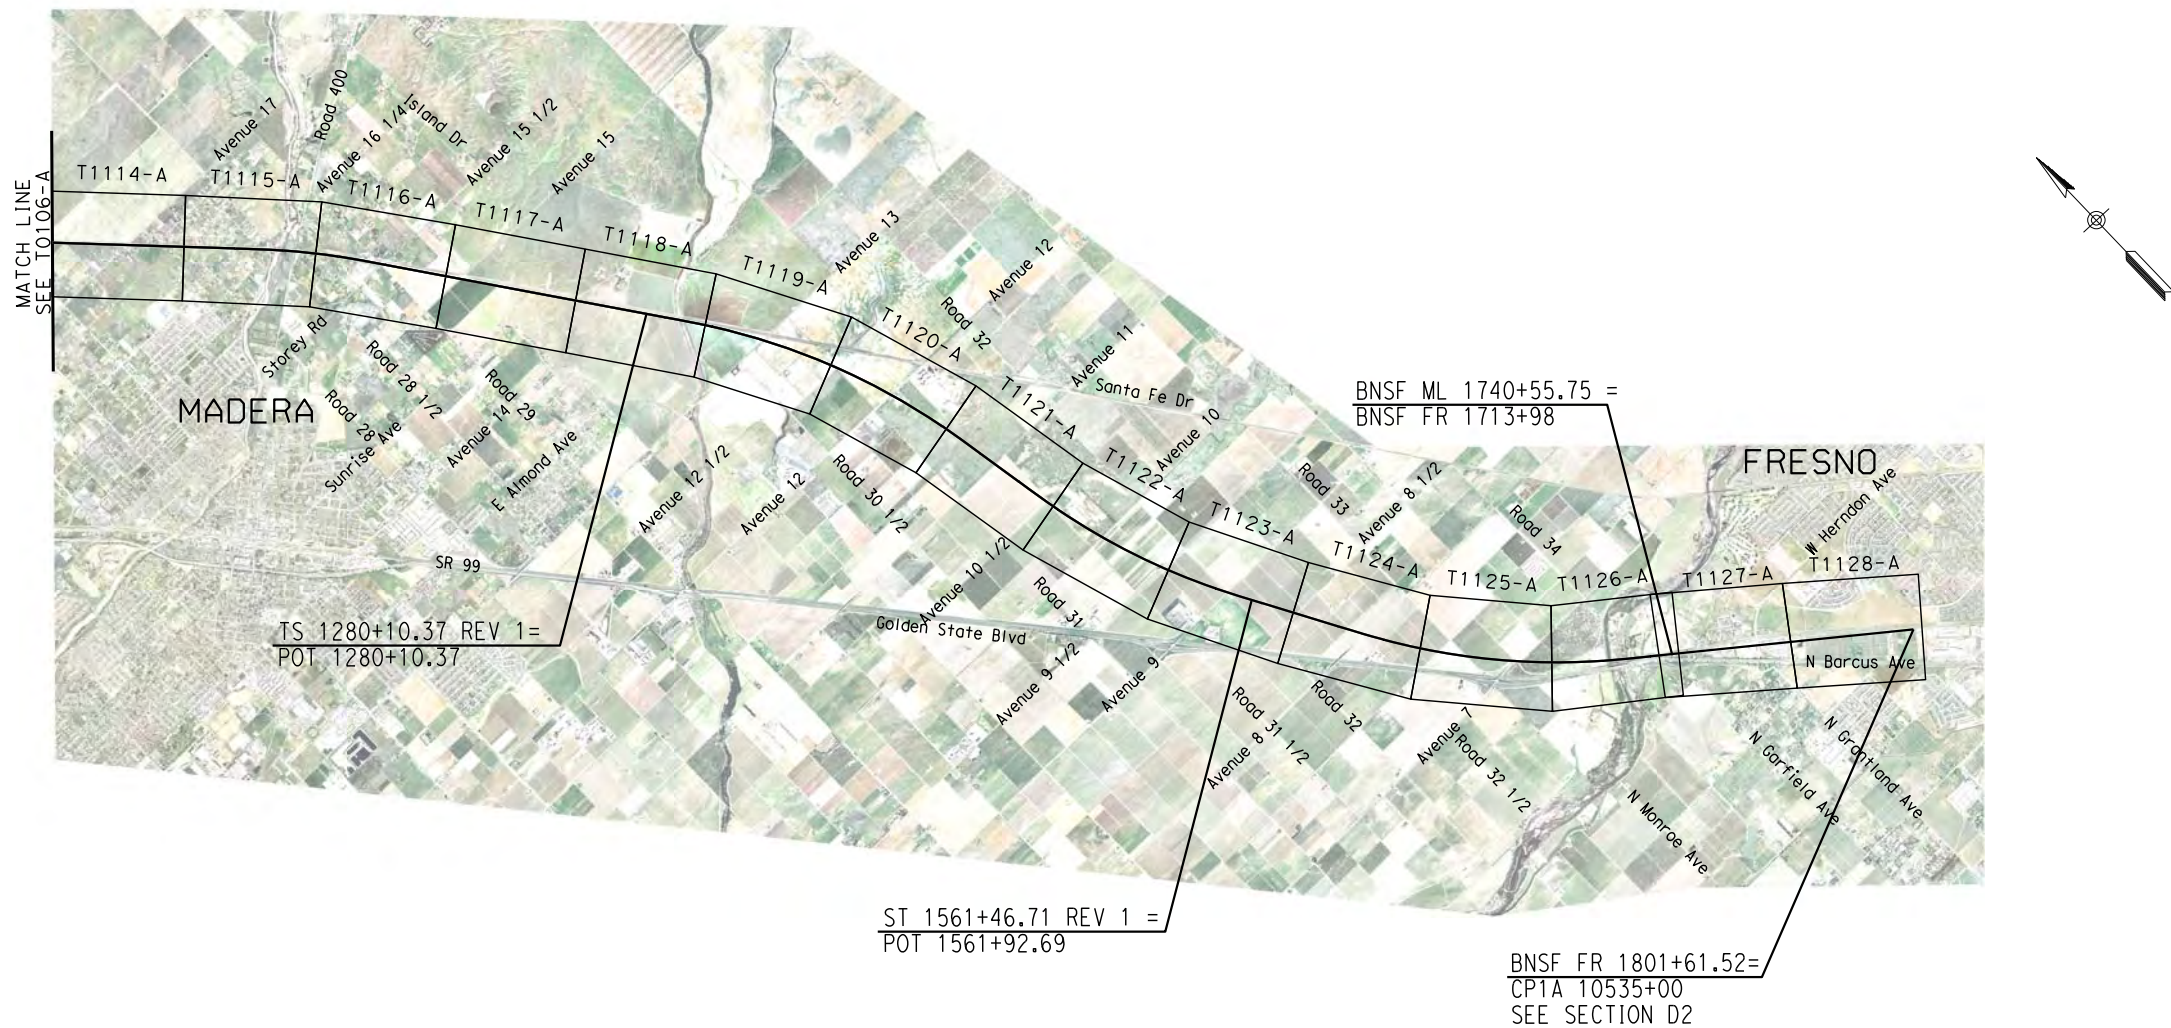 MATCH LINE
SEE T0106-A
T1114-A
T1115-A
T1116-A
T1117-A
T1118-A
T1119-A
T1120-A
T1121-A
T1122-A
T1123-A
T1124-A
T1125-A
T1126-A
T1127-A
T1128-A
Avenue 17
Road 400
Avenue 16 1/4
Island Dr
Avenue 15 1/2
Avenue 15
Avenue 13
Avenue 12
Road 32
Avenue 11
Santa Fe Dr
Avenue 10
Road 33
Avenue 8 1/2
Road 34
BNSF ML 1740+55.75 =
BNSF FR 1713+98
FRESNO
W Herndon Ave
MADERA
Storey Rd
Road 28 1/2
Road 28
Sunrise Ave
Road 29
Avenue 14
E Almond Ave
Avenue 12 1/2
Avenue 12
Road 30 1/2
SR 99
Avenue 10 1/2
Road 31
Golden State Blvd
Avenue 9 1/2
Avenue 9
Road 31 1/2
Avenue 8
Road 32
Avenue 7
Road 32 1/2
N Barcus Ave
N Grantland Ave
N Garfield Ave
N Monroe Ave
TS 1280+10.37 REV 1=
POT 1280+10.37
ST 1561+46.71 REV 1 =
POT 1561+92.69
BNSF FR 1801+61.52=
CP1A 10535+00
SEE SECTION D2